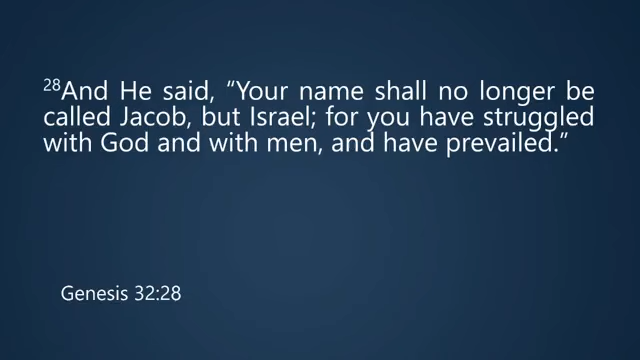 28And He said, “Your name shall no longer be
called Jacob, but Israel; for you have struggled
with God and with men, and have prevailed.”
Genesis 32:28